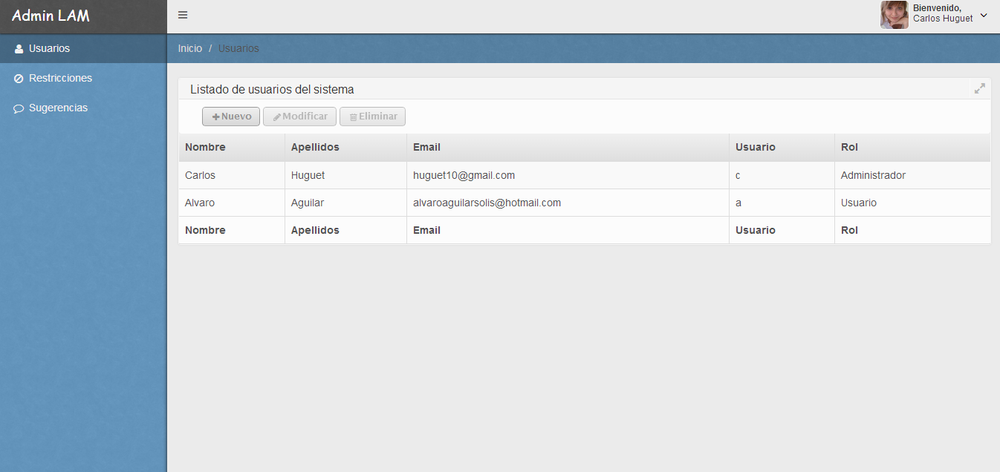 Admin LAM
Bienvenido,
Carlos Huguet
Usuarios
Restricciones
Sugerencias
Inicio / Usuarios
Listado de usuarios del sistema
Nuevo Modificar Eliminar
Nombre Apellidos Email Usuario Rol
Carlos Huguet huguet10@gmail.com c Administrador
Alvaro Aguilar alvaroaguilarsolis@hotmail.com a Usuario
Nombre Apellidos Email Usuario Rol